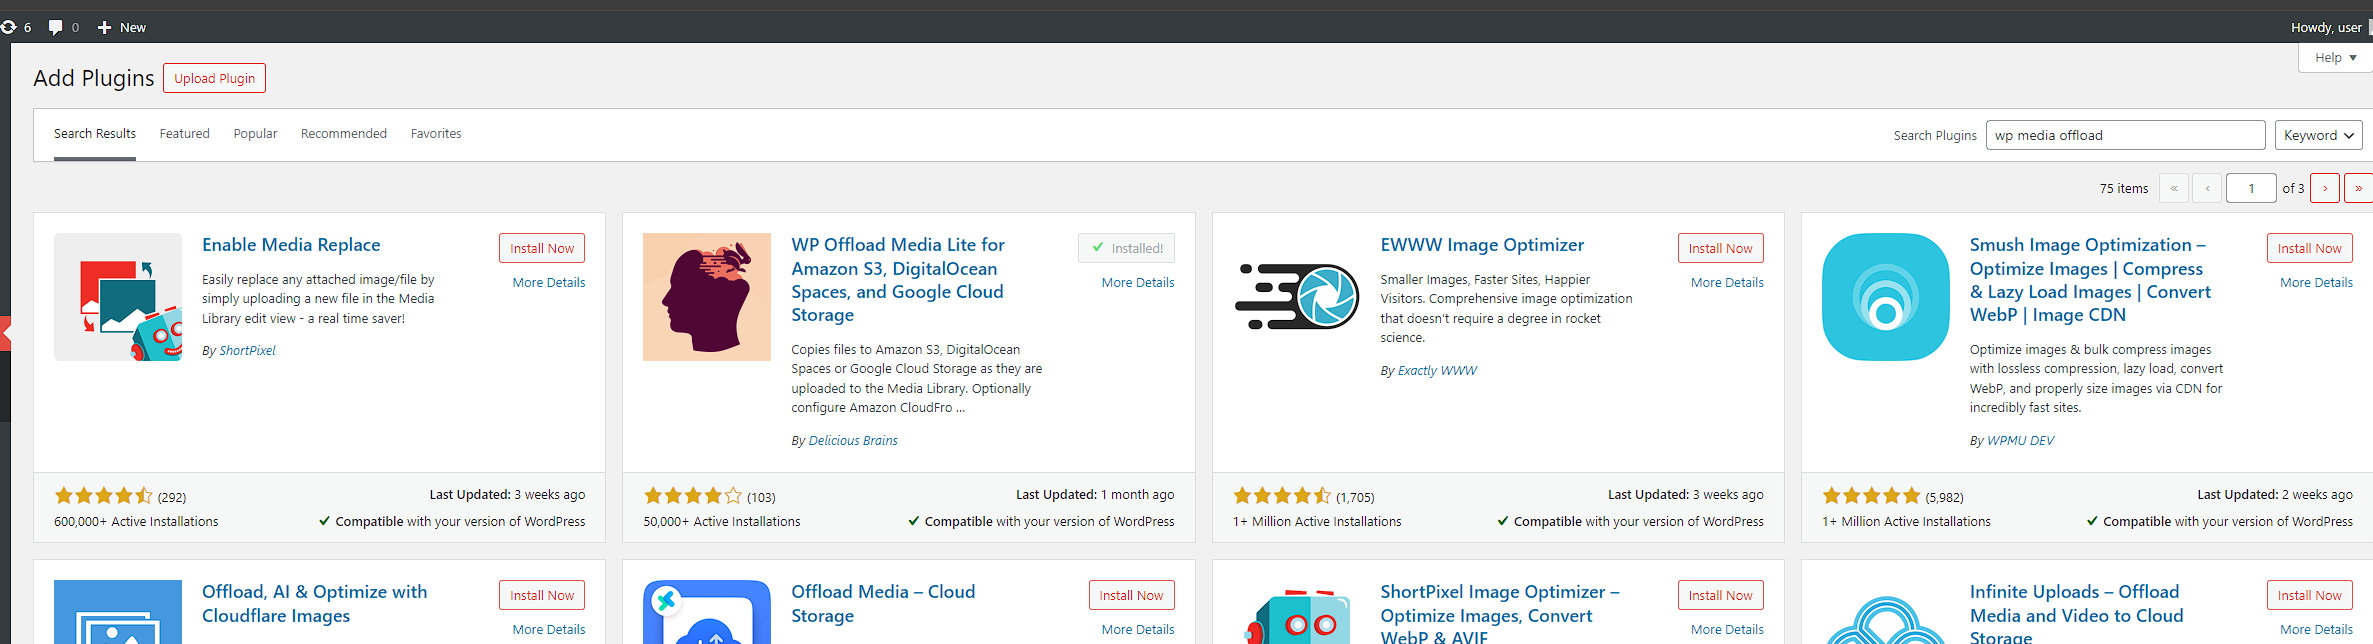 6 0 New Howdy, user
Help
Add Plugins Upload Plugin
Search Results Featured Popular Recommended Favorites Search Plugins wp media offload Keyword
75 items « ‹ 1 of 3 › »
Enable Media Replace
Install Now
More Details
Easily replace any attached image/file by
simply uploading a new file in the Media
Library edit view - a real time saver!
By ShortPixel
(292)
Last Updated: 3 weeks ago
600,000+ Active Installations
Compatible with your version of WordPress
WP Offload Media Lite for
Amazon S3, DigitalOcean
Spaces, and Google Cloud
Storage
Installed!
More Details
Copies files to Amazon S3, DigitalOcean
Spaces or Google Cloud Storage as they are
uploaded to the Media Library. Optionally
configure Amazon CloudFro ...
By Delicious Brains
(103)
Last Updated: 1 month ago
50,000+ Active Installations
Compatible with your version of WordPress
EWWW Image Optimizer
Install Now
More Details
Smaller Images, Faster Sites, Happier
Visitors. Comprehensive image optimization
that doesn't require a degree in rocket
science.
By Exactly WWW
(1,705)
Last Updated: 3 weeks ago
1+ Million Active Installations
Compatible with your version of WordPress
Smush Image Optimization –
Optimize Images | Compress
& Lazy Load Images | Convert
WebP | Image CDN
Install Now
More Details
Optimize images & bulk compress images
with lossless compression, lazy load, convert
WebP, and properly size images via CDN for
incredibly fast sites.
By WPMU DEV
(5,982)
Last Updated: 2 weeks ago
1+ Million Active Installations
Compatible with your version of WordPress
Offload, AI & Optimize with
Cloudflare Images
Install Now
More Details
Offload Media – Cloud
Storage
Install Now
More Details
ShortPixel Image Optimizer –
Optimize Images, Convert
WebP & AVIF
Install Now
More Details
Infinite Uploads – Offload
Media and Video to Cloud
Storage
Install Now
More Details